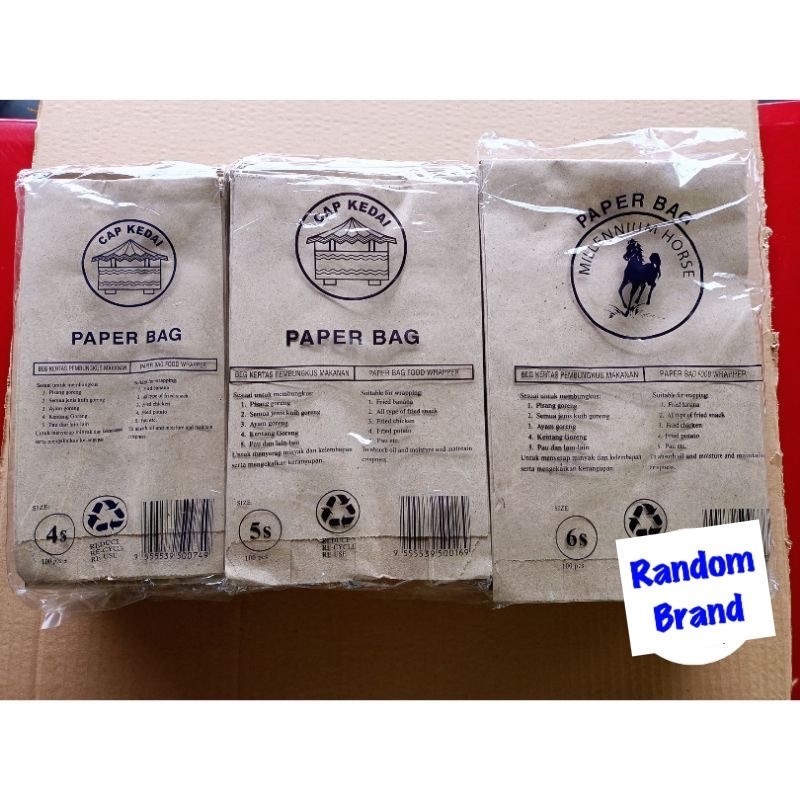 CAP KEDAI
PAPER BAG
BEG KERTAS PEMBUNGKUS MAKANAN
PAPER BAG FOOD WRAPPER
Sesuai untuk membungkus:
1. Pisang goreng
2. Semua jenis kuih goreng
3. Ayam goreng
4. Kentang Goreng
5. Pau dan lain-lain
Untuk menyerap minyak dan kelembapan
serta mengekalkan kerangupan.
Suitable for wrapping:
1. Fried banana
2. All type of fried snack
3. Fried chicken
4. Fried potato
5. Pau etc.
To absorb oil and moisture and maintain
crispness.
SIZE:
4s
100 pcs ±
REDUCE
RE-CYCLE
RE-USE
9 555539 500749
CAP KEDAI
PAPER BAG
BEG KERTAS PEMBUNGKUS MAKANAN
PAPER BAG FOOD WRAPPER
Sesuai untuk membungkus:
1. Pisang goreng
2. Semua jenis kuih goreng
3. Ayam goreng
4. Kentang Goreng
5. Pau dan lain-lain
Untuk menyerap minyak dan kelembapan
serta mengekalkan kerangupan.
Suitable for wrapping:
1. Fried banana
2. All type of fried snack
3. Fried chicken
4. Fried potato
5. Pau etc.
To absorb oil and moisture and maintain
crispness.
SIZE:
5s
100 pcs ±
REDUCE
RE-CYCLE
RE-USE
9 555539 500169
PAPER BAG
MILLENNIUM HORSE
BEG KERTAS PEMBUNGKUS MAKANAN
PAPER BAG FOOD WRAPPER
Sesuai untuk membungkus:
1. Pisang goreng
2. Semua jenis kuih goreng
3. Ayam goreng
4. Kentang Goreng
5. Pau dan lain-lain
Untuk menyerap minyak dan kelembapan
serta mengekalkan kerangupan.
Suitable for wrapping:
1. Fried banana
2. All type of fried snack
3. Fried chicken
4. Fried potato
5. Pau etc.
To absorb oil and moisture and maintain
crispness.
SIZE:
6s
100 pcs
Random
Brand